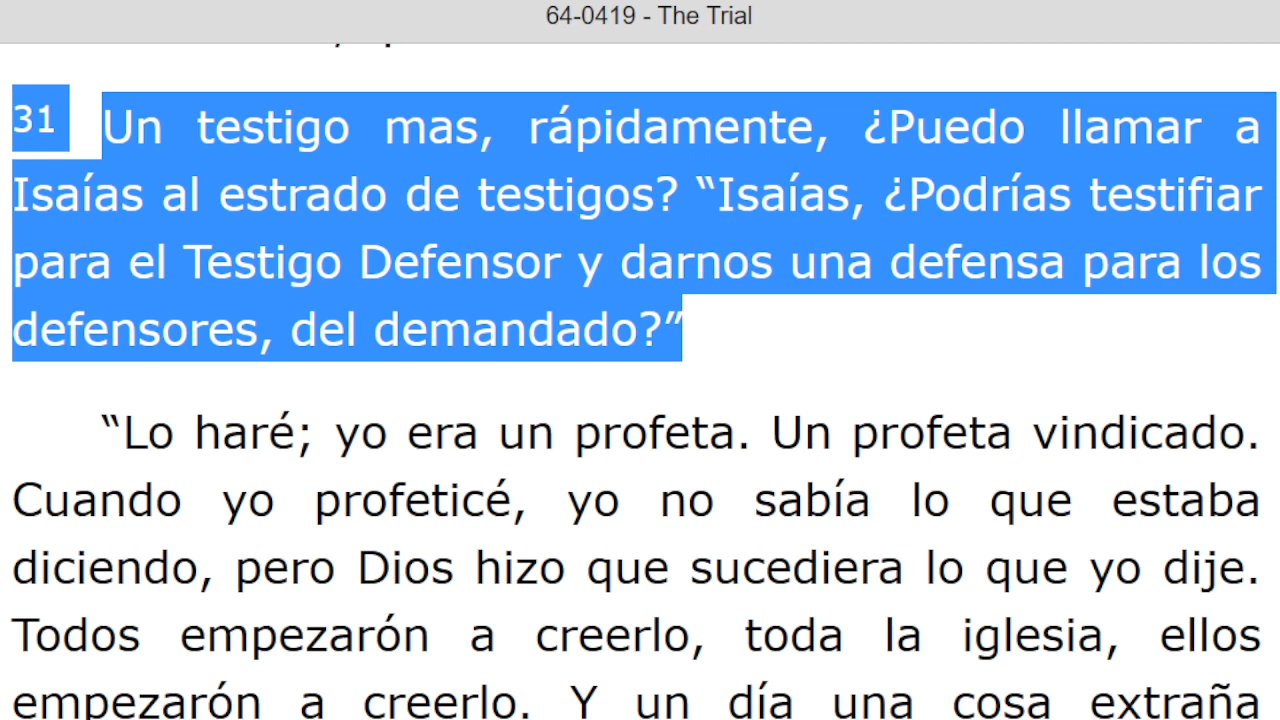 64-0419 - The Trial
31 Un testigo mas, rápidamente, ¿Puedo llamar a
Isaías al estrado de testigos? “Isaías, ¿Podrías testifiar
para el Testigo Defensor y darnos una defensa para los
defensores, del demandado?”
“Lo haré; yo era un profeta. Un profeta vindicado.
Cuando yo profeticé, yo no sabía lo que estaba
diciendo, pero Dios hizo que sucediera lo que yo dije.
Todos empezarón a creerlo, toda la iglesia, ellos
empezarón a creerlo. Y un día una cosa extraña